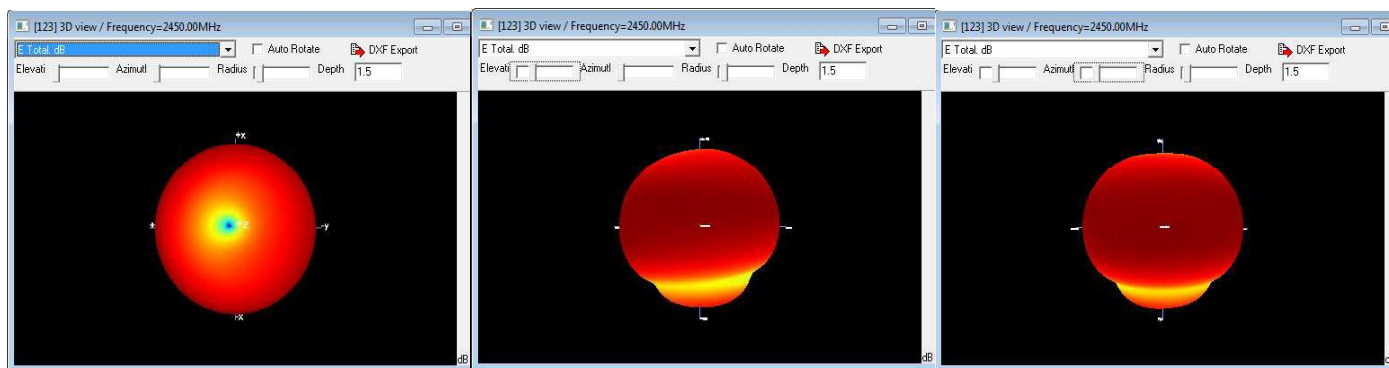 [123] 3D view / Frequency=2450.00MHz
E Total. dB
Auto Rotate
DXF Export
Elevati
Azimutl
Radius
Depth
1.5
+X
-y
-X
dB
[123] 3D view / Frequency=2450.00MHz
E Total. dB
Auto Rotate
DXF Export
Elevati
Azimutl
Radius
Depth
1.5
dB
[123] 3D view / Frequency=2450.00MHz
E Total. dB
Auto Rotate
DXF Export
Elevati
Azimutl
Radius
Depth
1.5